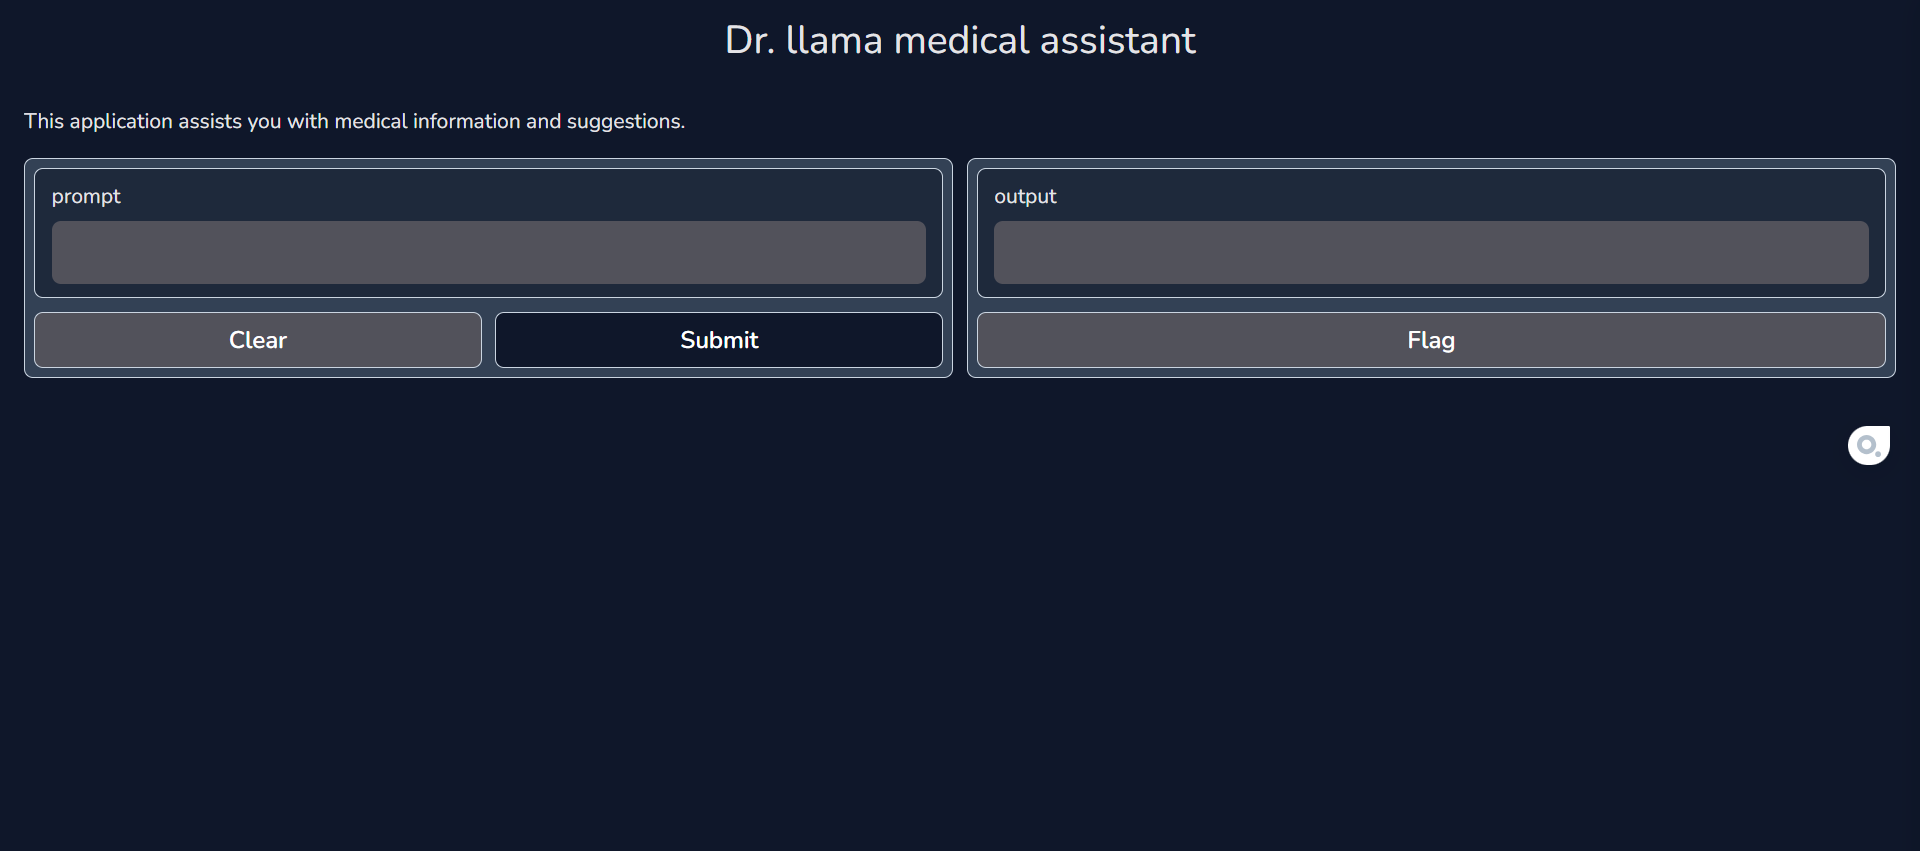 Dr. llama medical assistant
This application assists you with medical information and suggestions.
prompt
output
Clear
Submit
Flag